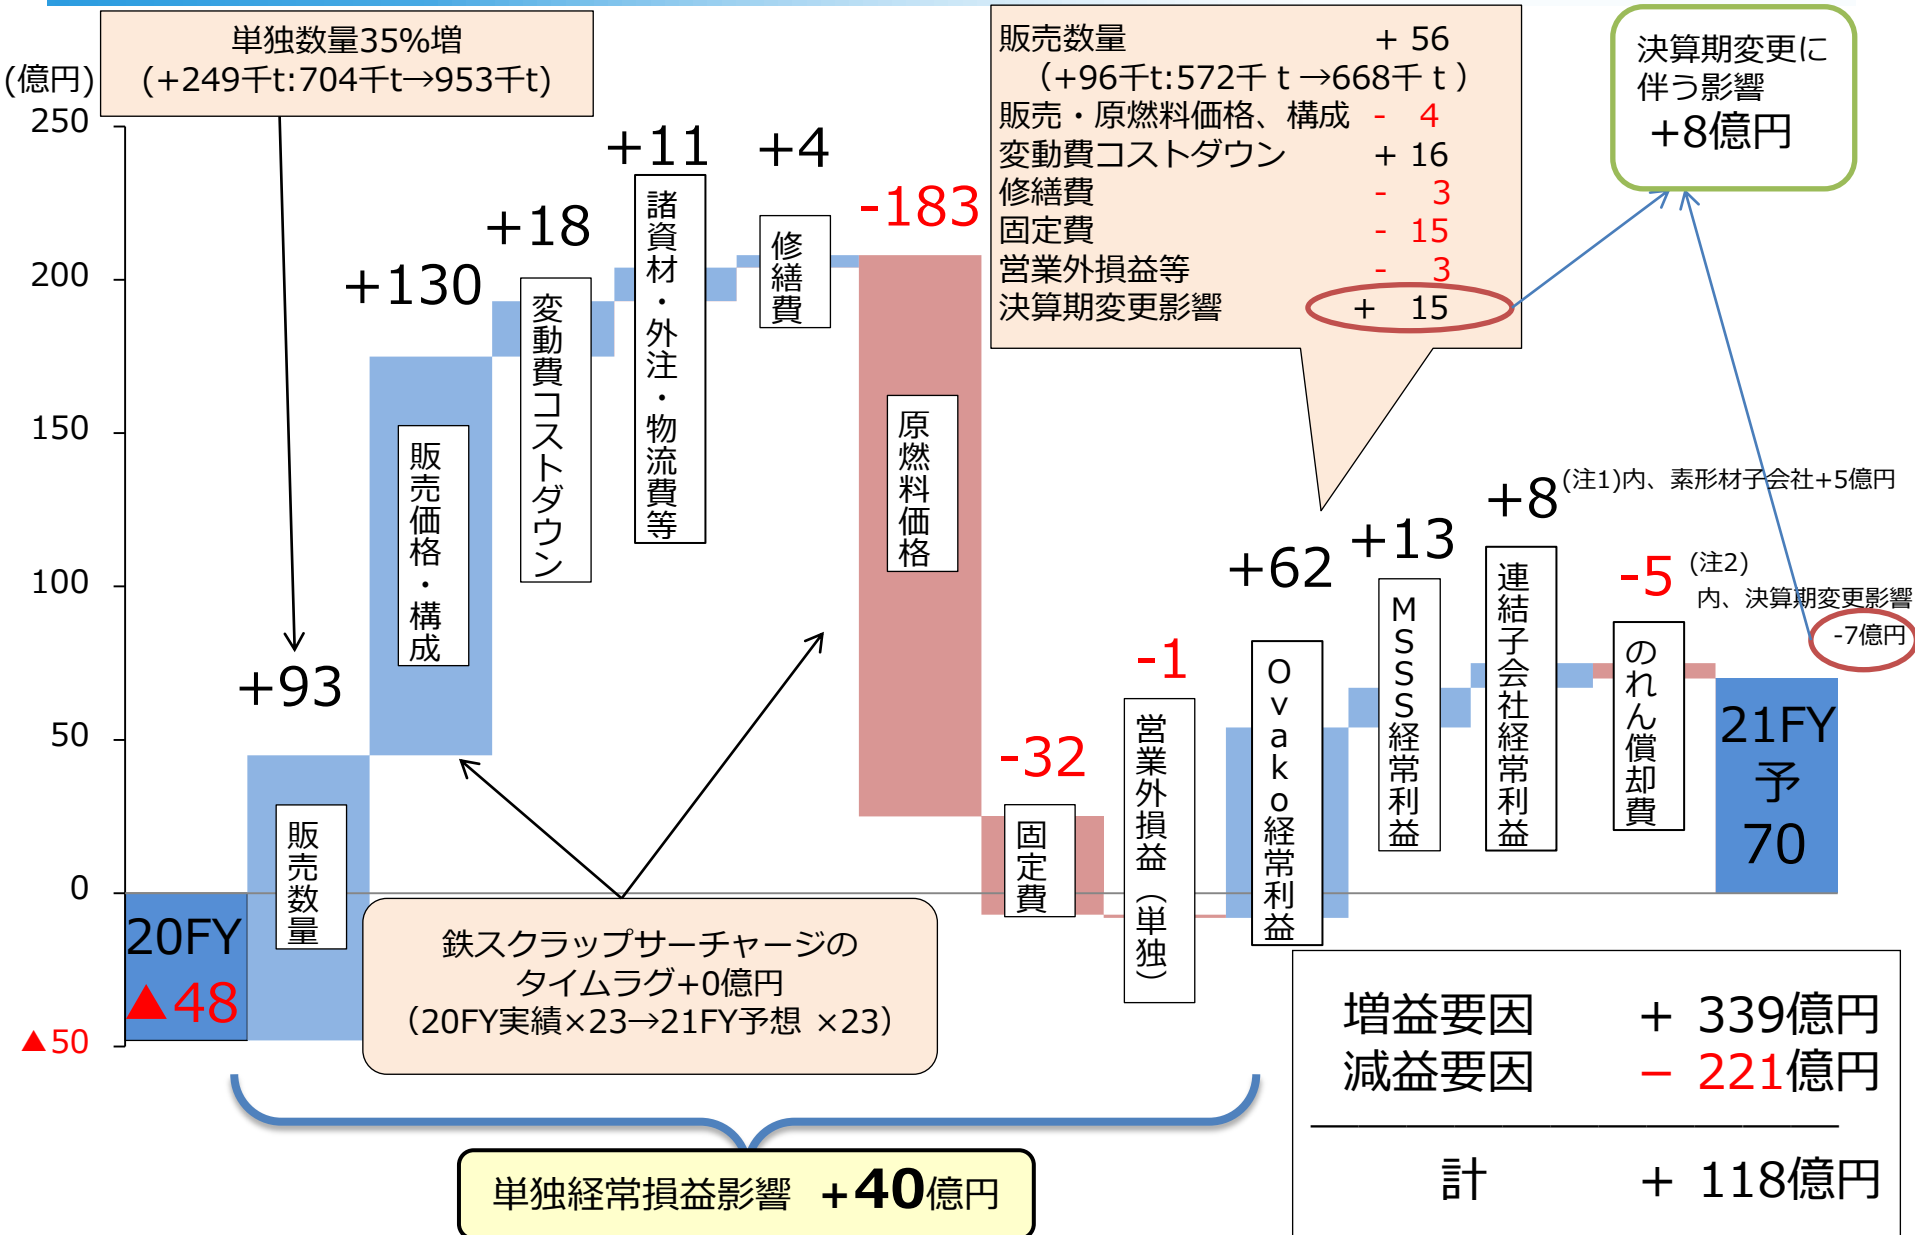 単独数量35%増
(+249千t:704千t→953千t)
販売数量 + 56
（+96千t:572千ｔ→668千ｔ）
販売・原燃料価格、構成 - 4
変動費コストダウン + 16
修繕費 - 3
固定費 - 15
営業外損益等 - 3
決算期変更影響 + 15
決算期変更に
伴う影響
+8億円
(億円)
250
200
150
100
50
0
▲50
20FY
▲48
+93
販売数量
+130
販売価格・構成
+18
変動費コストダウン
+11
諸資材・外注・物流費等
+4
修繕費
-183
原燃料価格
-32
固定費
-1
営業外損益（単独）
+62
Ovako経常利益
+13
MSSS経常利益
+8
(注1)内、素形材子会社+5億円
連結子会社経常利益
-5
(注2)
内、決算期変更影響
-7億円
のれん償却費
21FY
予
70
鉄スクラップサーチャージの
タイムラグ+0億円
（20FY実績×23→21FY予想 ×23）
単独経常損益影響 +40億円
増益要因 + 339億円
減益要因 − 221億円
計 + 118億円